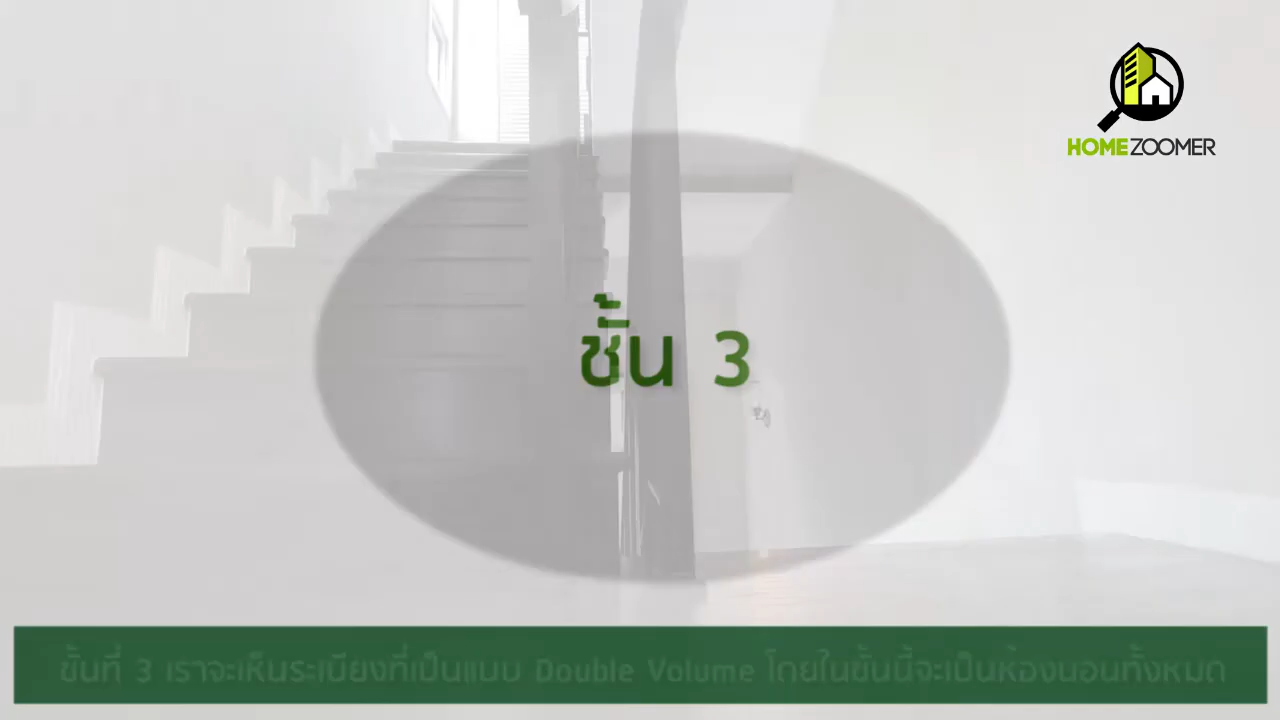 HOMEZOOMER
ชั้น 3
ชั้นที่ 3 เราจะเห็นระเบียงที่เป็นแบบ Double Volume โดยในชั้นนี้จะเป็นห้องนอนทั้งหมด